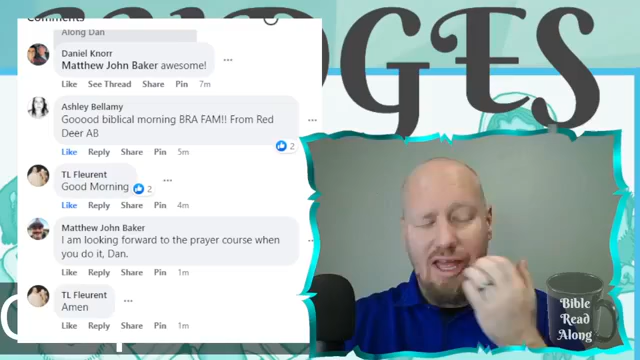 Comments
Along Dan
Daniel Knorr
Matthew John Baker awesome!
Like See Thread Share Pin 7m
Ashley Bellamy
Gooood biblical morning BRA FAM!! From Red
Deer AB
2
Like Reply Share Pin 5m
TL Fleurent
Good Morning
2
Like Reply Share Pin 4m
Matthew John Baker
I am looking forward to the prayer course when
you do it, Dan.
Like Reply Share Pin 1m
TL Fleurent
Amen
Like Reply Share Pin 1m
DGES
Bible
Read
Along